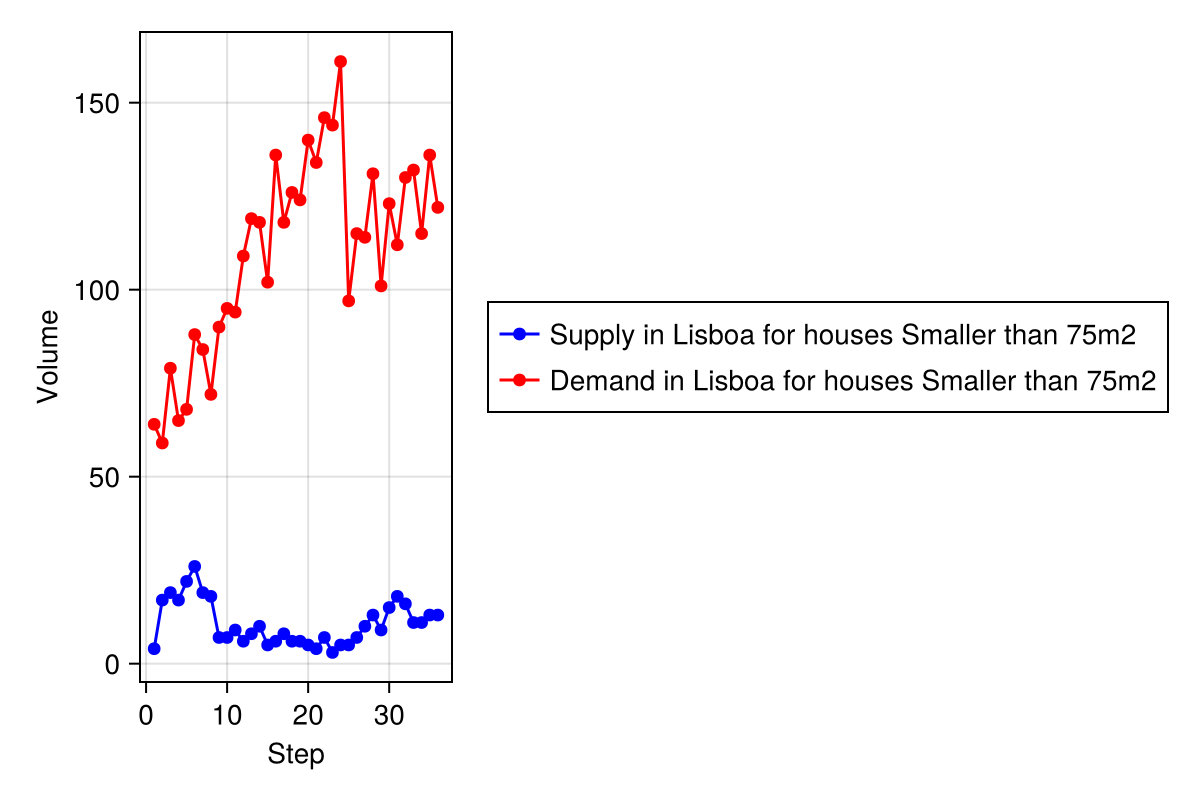 Volume
150
100
50
0
0 10 20 30
Step
Supply in Lisboa for houses Smaller than 75m2
Demand in Lisboa for houses Smaller than 75m2